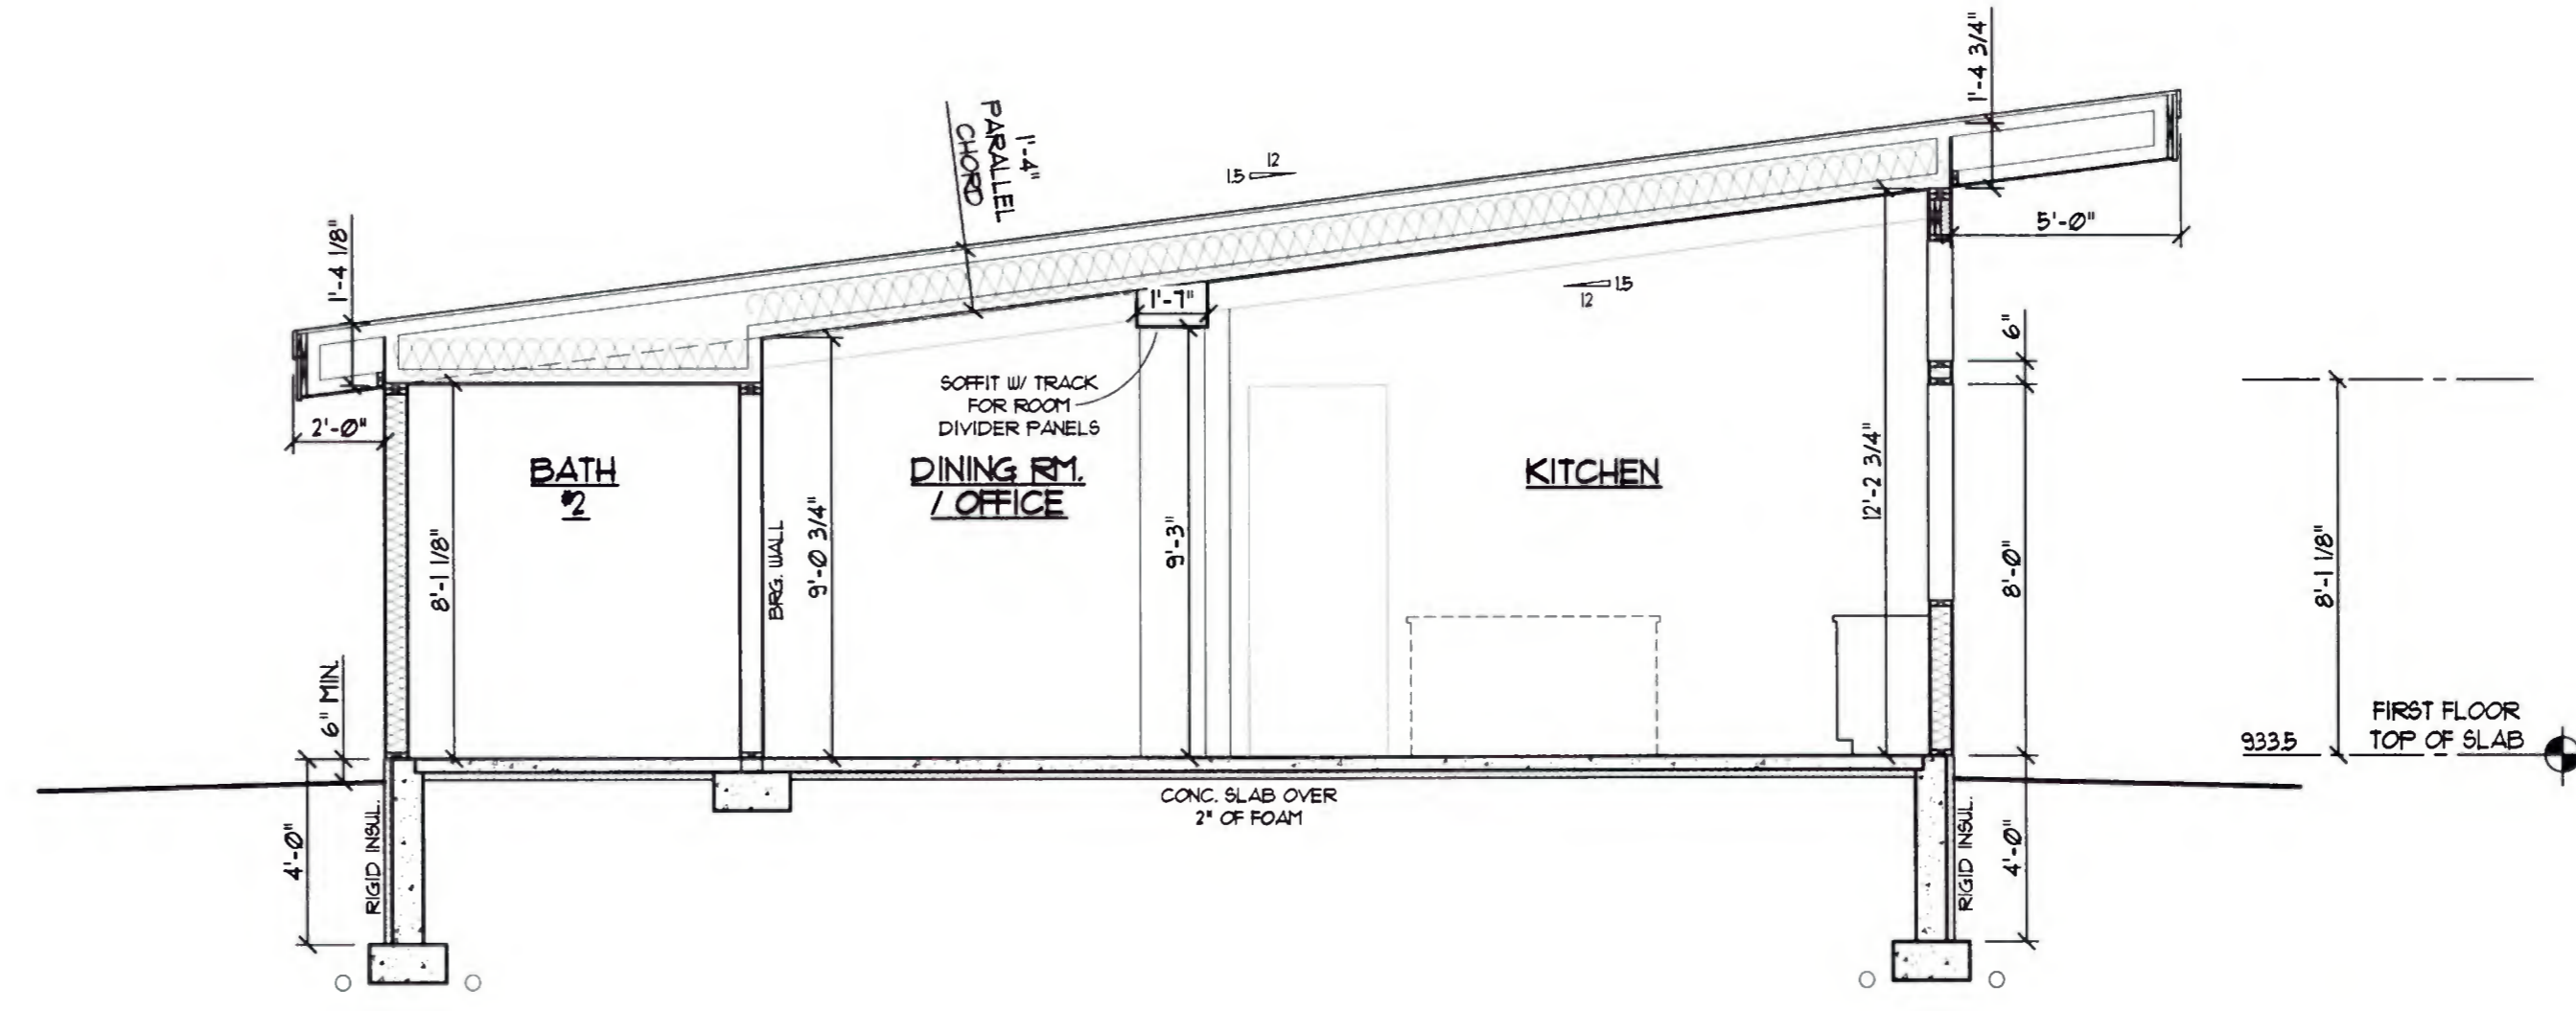 1'-4 3/4"
1'-4"
PARALLEL
CHORD
12
1.5
5'-0"
1'-4 1/8"
1.5
12
1'-7"
6"
SOFFIT W/ TRACK
FOR ROOM
DIVIDER PANELS
2'-0"
BATH
#2
DINING RM.
/ OFFICE
KITCHEN
8'-1 1/8"
BRG. WALL
9'-0 3/4"
9'-3"
12'-2 3/4"
8'-0"
8'-1 1/8"
6" MIN.
FIRST FLOOR
TOP OF SLAB
933.5
CONC. SLAB OVER
2" OF FOAM
4'-0"
RIGID INSUL.
RIGID INSUL.
4'-0"